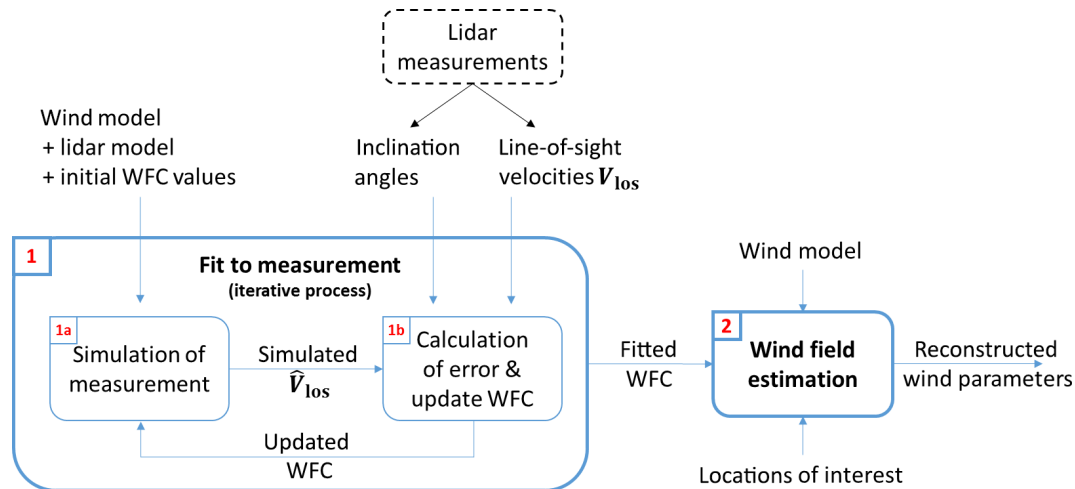 Lidar
measurements
Wind model
+ lidar model
+ initial WFC values
Inclination
angles
Line-of-sight
velocities V_los
1
Fit to measurement
(iterative process)
1a
Simulation of
measurement
Simulated
V̂_los
1b
Calculation
of error &
update WFC
Updated
WFC
Fitted
WFC
Wind model
2
Wind field
estimation
Reconstructed
wind parameters
Locations of interest